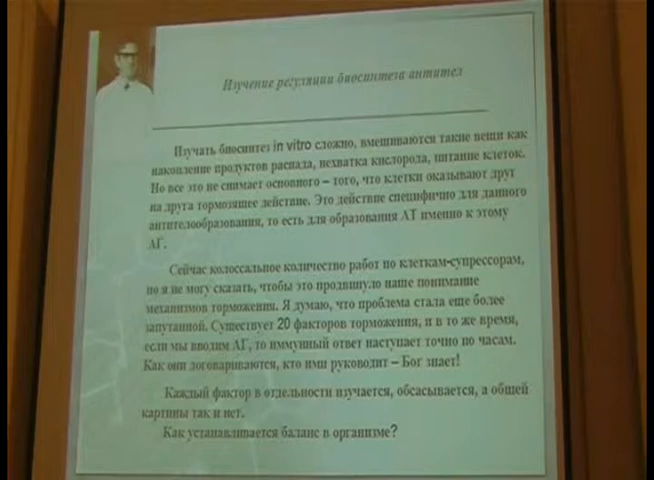 Изучение регуляции биосинтеза антител
Изучать биосинтез in vitro сложно, вмешиваются такие вещи как
накопление продуктов распада, нехватка кислорода, питание клеток.
Но все это не снимает основного – того, что клетки оказывают друг
на друга тормозящее действие. Это действие специфично для данного
антителообразования, то есть для образования АТ именно к этому
АГ.
Сейчас колоссальное количество работ по клеткам-супрессорам,
но я не могу сказать, чтобы это продвинуло наше понимание
механизмов торможения. Я думаю, что проблема стала еще более
запутанной. Существует 20 факторов торможения, и в то же время,
если мы вводим АГ, то иммунный ответ наступает точно по часам.
Как они договариваются, кто ими руководит – Бог знает!
Каждый фактор в отдельности изучается, обсасывается, а общей
картины так и нет.
Как устанавливается баланс в организме?